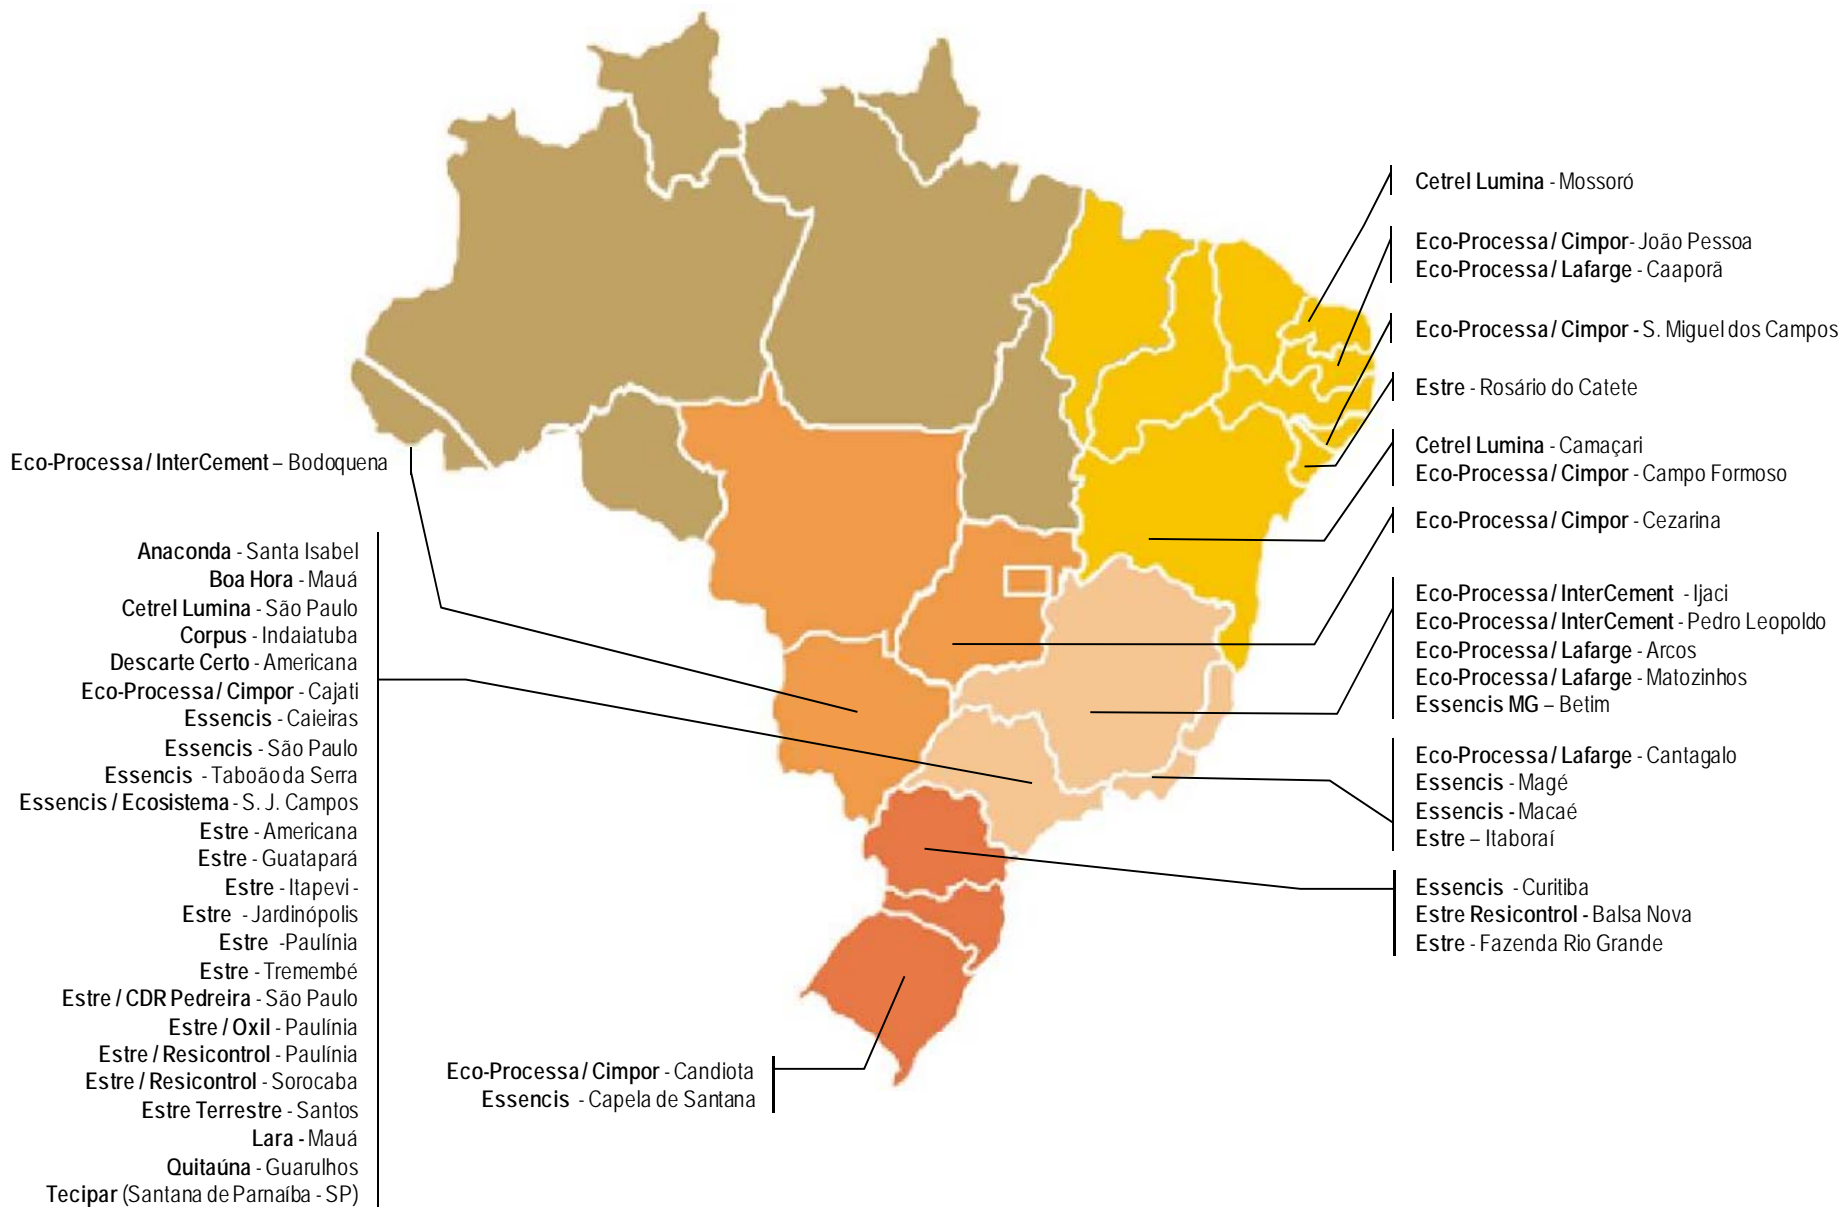 Cetrel Lumina - Mossoró
Eco-Processa / Cimpor- João Pessoa
Eco-Processa / Lafarge - Caaporã
Eco-Processa / Cimpor - S. Miguel dos Campos
Estre - Rosário do Catete
Cetrel Lumina - Camaçari
Eco-Processa / Cimpor - Campo Formoso
Eco-Processa / Cimpor - Cezarina
Eco-Processa / InterCement - Ijaci
Eco-Processa / InterCement - Pedro Leopoldo
Eco-Processa / Lafarge - Arcos
Eco-Processa / Lafarge - Matozinhos
Essencis MG – Betim
Eco-Processa / Lafarge - Cantagalo
Essencis - Magé
Essencis - Macaé
Estre – Itaboraí
Essencis - Curitiba
Estre Resicontrol - Balsa Nova
Estre - Fazenda Rio Grande
Eco-Processa / InterCement – Bodoquena
Anaconda - Santa Isabel
Boa Hora - Mauá
Cetrel Lumina - São Paulo
Corpus - Indaiatuba
Descarte Certo - Americana
Eco-Processa / Cimpor - Cajati
Essencis - Caieiras
Essencis - São Paulo
Essencis - Taboão da Serra
Essencis / Ecosistema - S. J. Campos
Estre - Americana
Estre - Guatapará
Estre - Itapevi -
Estre - Jardinópolis
Estre -Paulínia
Estre - Tremembé
Estre / CDR Pedreira - São Paulo
Estre / Oxil - Paulínia
Estre / Resicontrol - Paulínia
Estre / Resicontrol - Sorocaba
Estre Terrestre - Santos
Lara - Mauá
Quitaúna - Guarulhos
Tecipar (Santana de Parnaíba - SP)
Eco-Processa / Cimpor - Candiota
Essencis - Capela de Santana